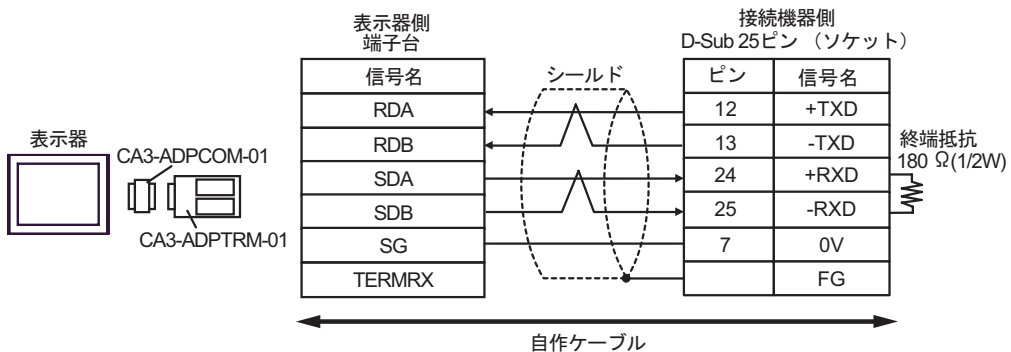 表示器側
端子台
接続機器側
D-Sub 25ピン （ソケット）
信号名
シールド
ピン
信号名
RDA
12
+TXD
RDB
13
-TXD
SDA
24
+RXD
SDB
25
-RXD
SG
7
0V
TERMRX
FG
表示器
CA3-ADPCOM-01
CA3-ADPTRM-01
終端抵抗
180 Ω(1/2W)
自作ケーブル